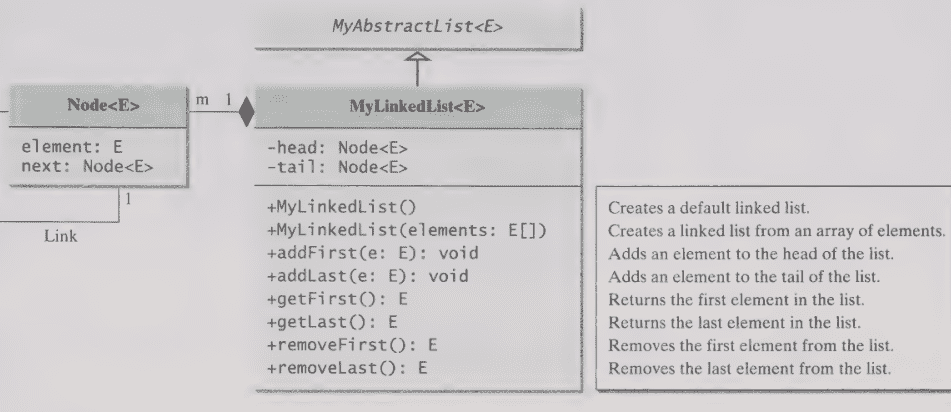 MyAbstractList<E>
Node<E>
m 1
MyLinkedList<E>
element: E
next: Node<E>
-head: Node<E>
-tail: Node<E>
1
Link
+MyLinkedList()
Creates a default linked list.
+MyLinkedList(elements: E[])
Creates a linked list from an array of elements.
+addFirst(e: E): void
Adds an element to the head of the list.
+addLast(e: E): void
Adds an element to the tail of the list.
+getFirst(): E
Returns the first element in the list.
+getLast(): E
Returns the last element in the list.
+removeFirst(): E
Removes the first element from the list.
+removeLast(): E
Removes the last element from the list.